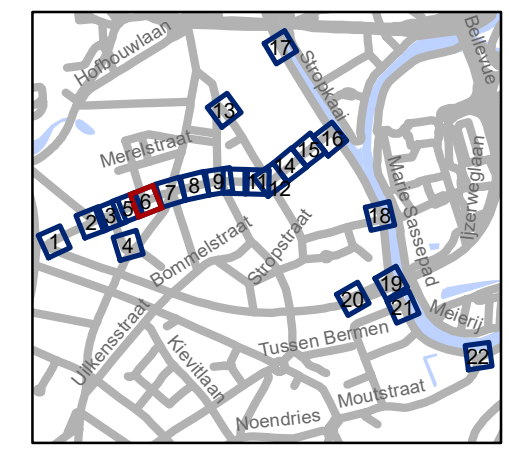 Hofbouwlaan
17
Stropkaai
Bellevue
13
Merelstraat
16
15
14
Ijzerweglaan
11
12
9
8
7
6
5
3
2
1
4
Marie Sassepad
18
Bommelstraat
Stropstraat
19
20
21
Meierij
Uilkensstraat
Kievitlaan
Tussen Bermen
22
Moutstraat
Noendries